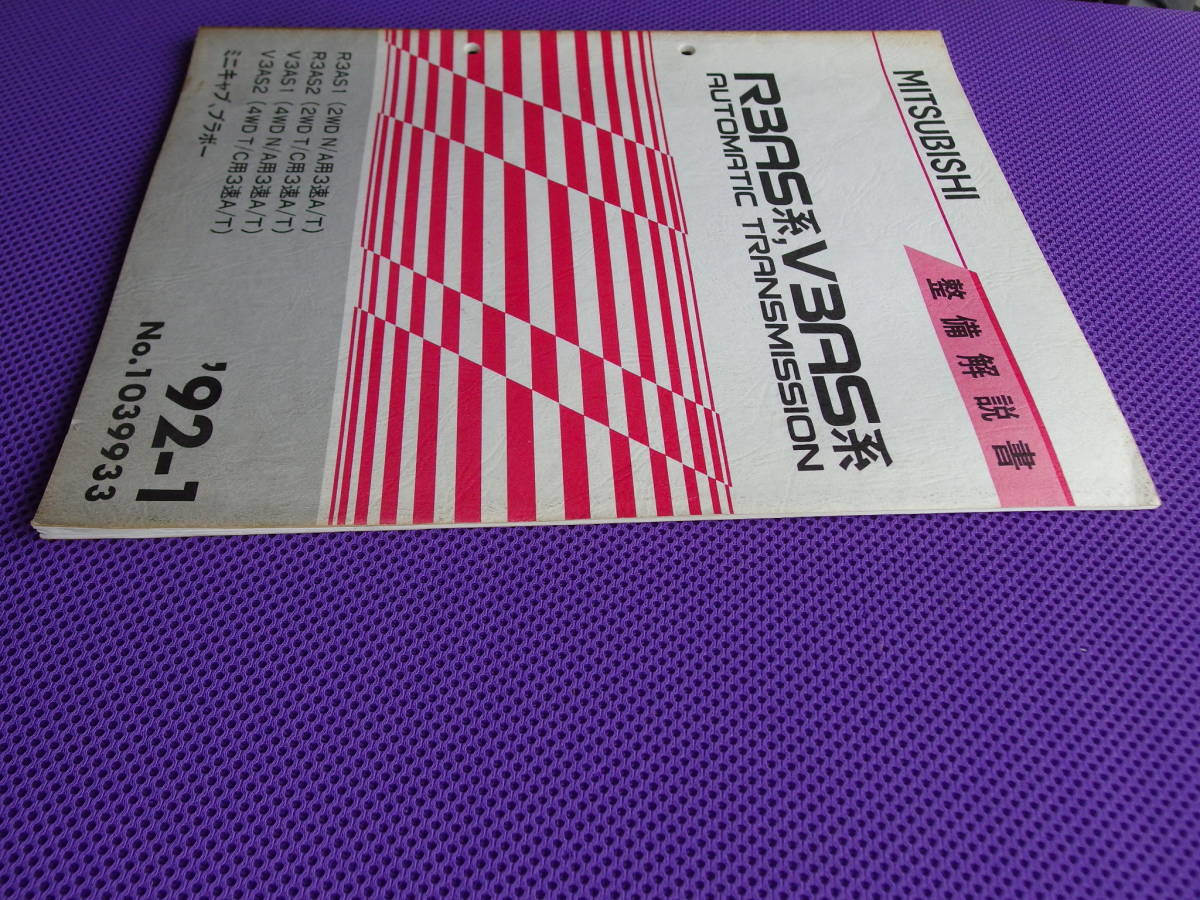 MITSUBISHI
整備解説書
R3AS系,V3AS系
AUTOMATIC TRANSMISSION
R3AS1 (2WD N/A用3速A/T)
R3AS2 (2WD T/C用3速A/T)
V3AS1 (4WD N/A用3速A/T)
V3AS2 (4WD T/C用3速A/T)
ミニキャブ、ブラボー
'92-1
No.1039933